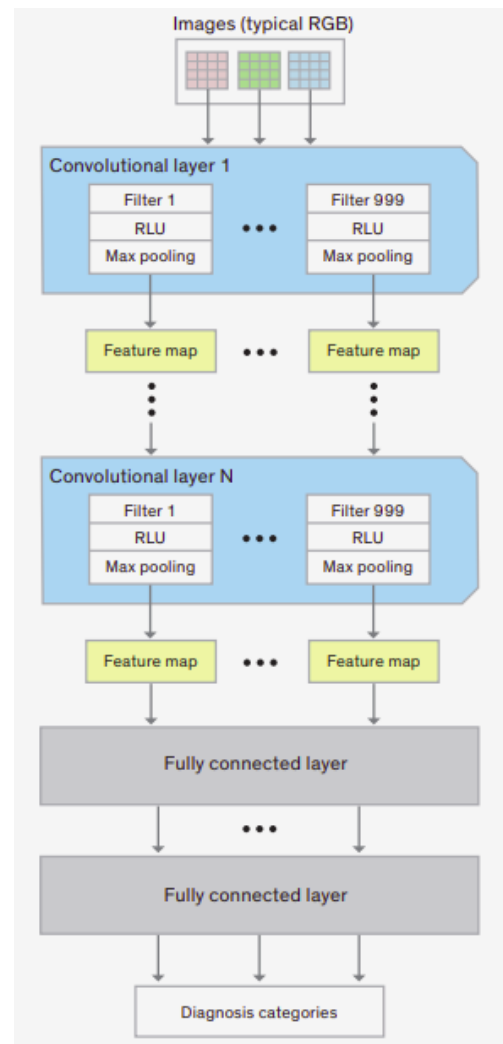 Images (typical RGB)
Convolutional layer 1
Filter 1
RLU
Max pooling
Filter 999
RLU
Max pooling
Feature map
Feature map
Convolutional layer N
Filter 1
RLU
Max pooling
Filter 999
RLU
Max pooling
Feature map
Feature map
Fully connected layer
Fully connected layer
Diagnosis categories